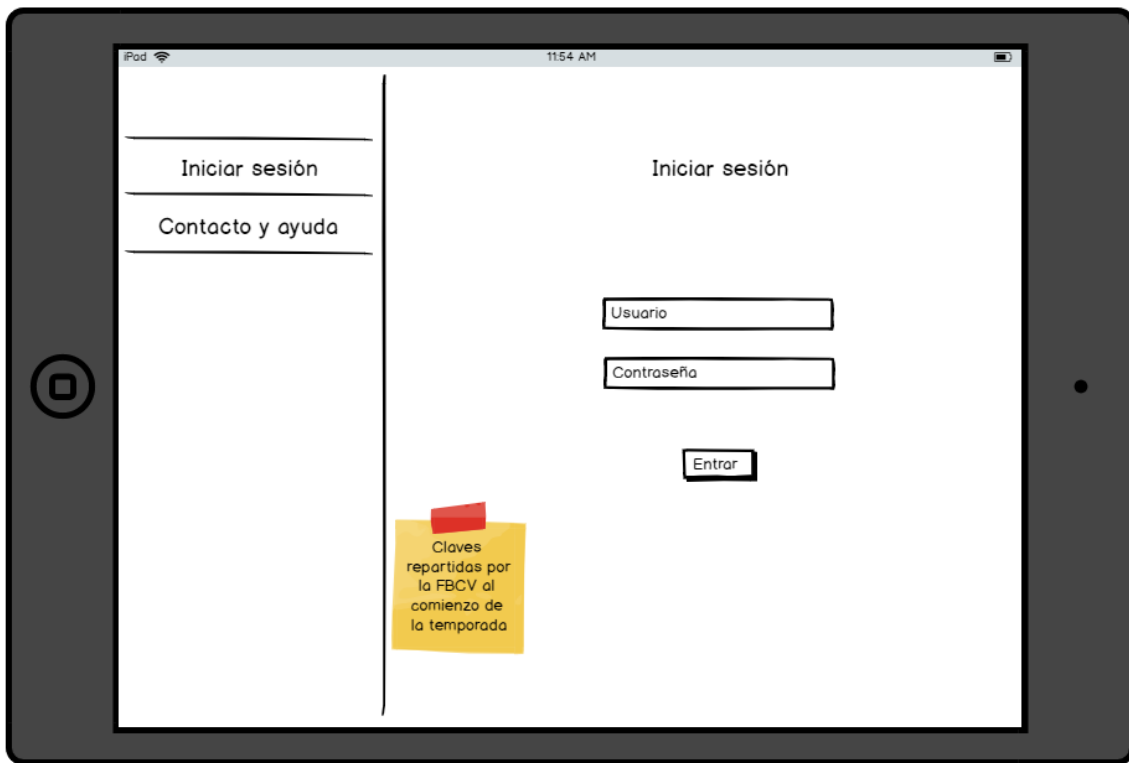 iPad
11:54 AM
Iniciar sesión
Contacto y ayuda
Iniciar sesión
Usuario
Contraseña
Entrar
Claves
repartidas por
la FBCV al
comienzo de
la temporada